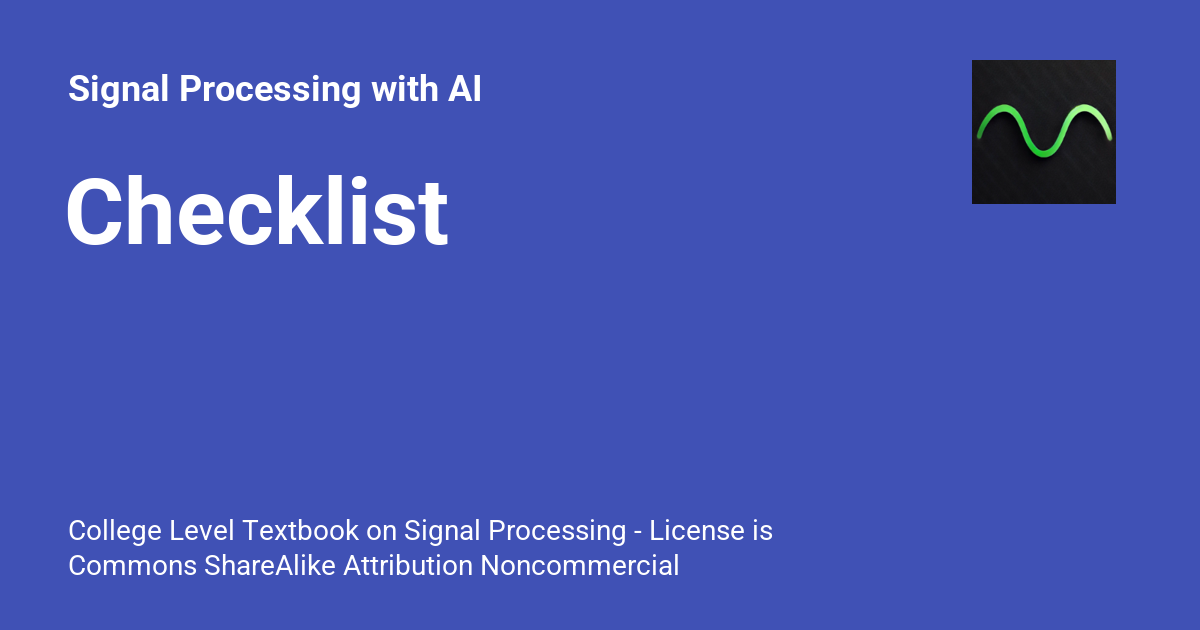 Signal Processing with AI
Checklist
College Level Textbook on Signal Processing - License is
Commons ShareAlike Attribution Noncommercial